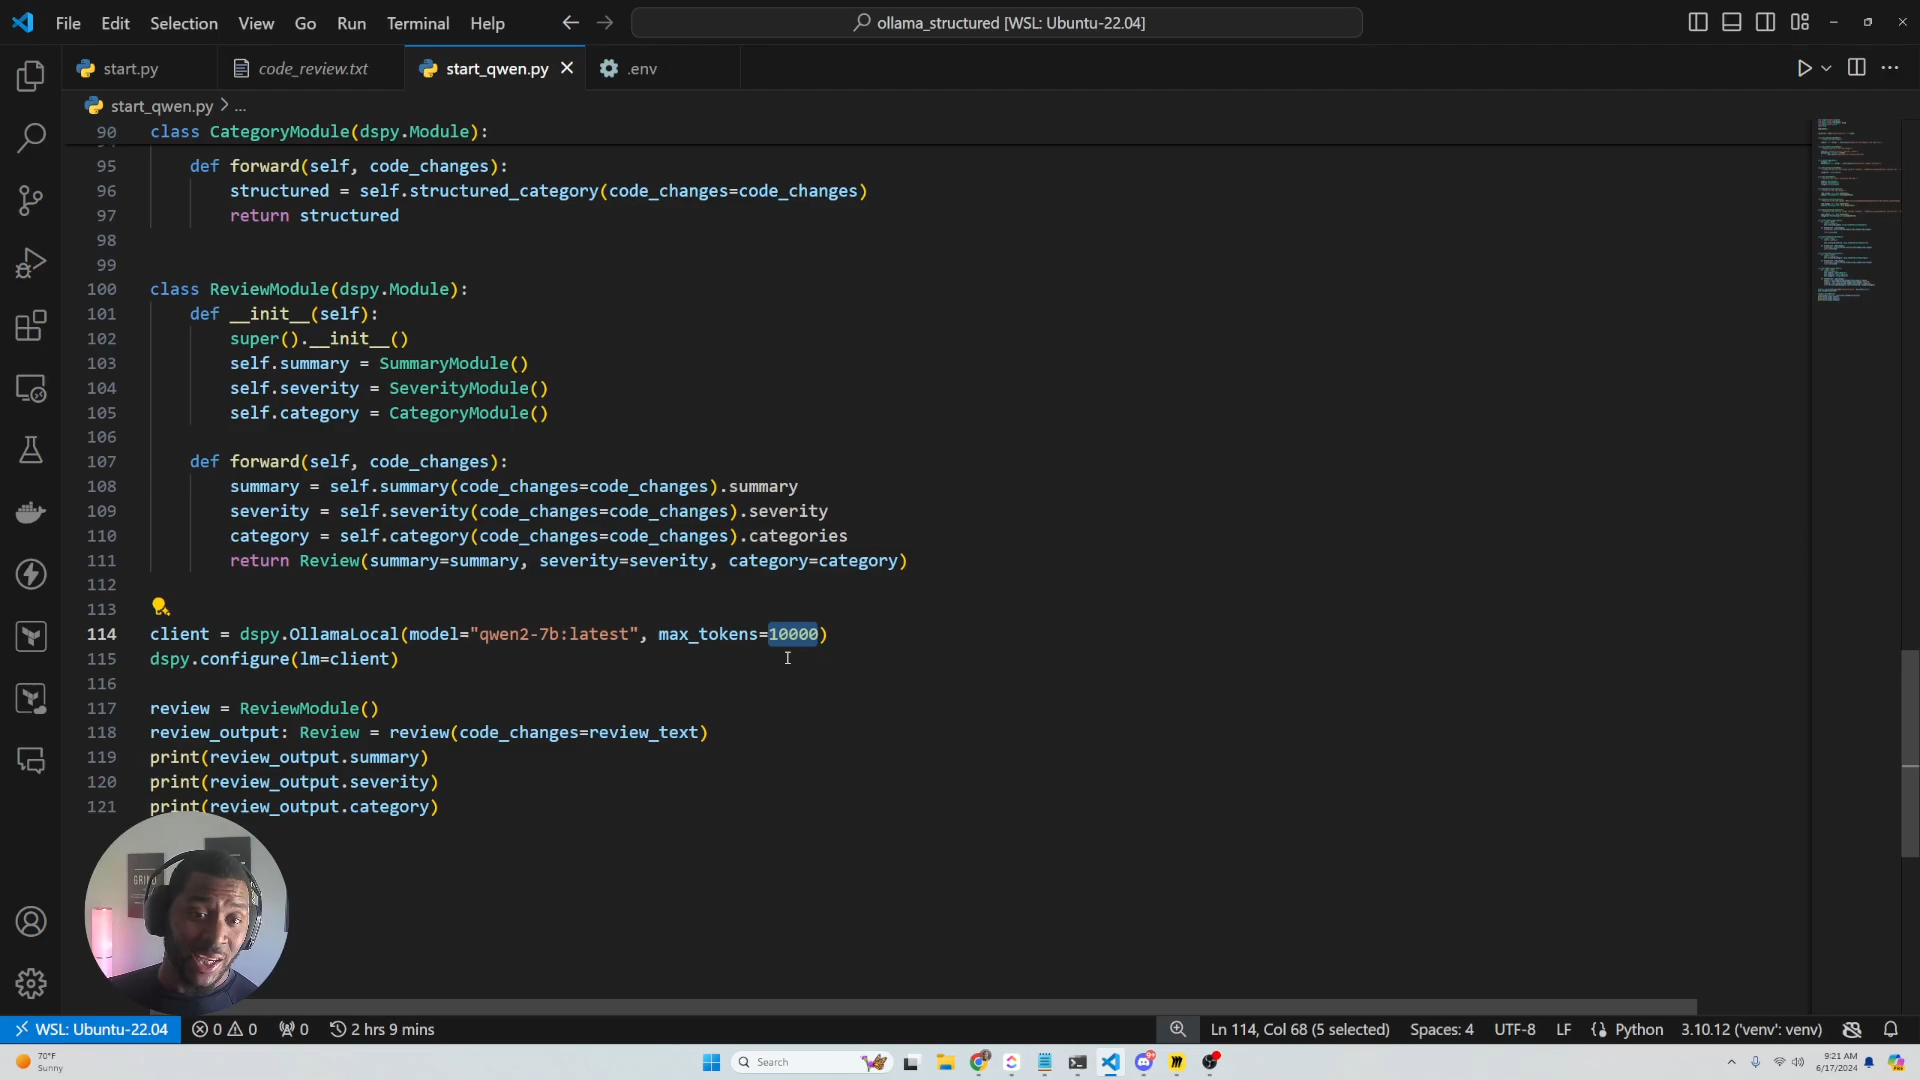 File Edit Selection View Go Run Terminal Help
ollama_structured [WSL: Ubuntu-22.04]
start.py code_review.txt start_qwen.py .env
start_qwen.py > ...
90 class CategoryModule(dspy.Module):
95 def forward(self, code_changes):
96 structured = self.structured_category(code_changes=code_changes)
97 return structured
98
99
100 class ReviewModule(dspy.Module):
101 def __init__(self):
102 super().__init__()
103 self.summary = SummaryModule()
104 self.severity = SeverityModule()
105 self.category = CategoryModule()
106
107 def forward(self, code_changes):
108 summary = self.summary(code_changes=code_changes).summary
109 severity = self.severity(code_changes=code_changes).severity
110 category = self.category(code_changes=code_changes).categories
111 return Review(summary=summary, severity=severity, category=category)
112
113
114 client = dspy.OllamaLocal(model="qwen2-7b:latest", max_tokens=10000)
115 dspy.configure(lm=client)
116
117 review = ReviewModule()
118 review_output: Review = review(code_changes=review_text)
119 print(review_output.summary)
120 print(review_output.severity)
121 print(review_output.category)
GRIND
WSL: Ubuntu-22.04 0 0 0 2 hrs 9 mins Ln 114, Col 68 (5 selected) Spaces: 4 UTF-8 LF Python 3.10.12 ('venv': venv)
70°F
Sunny
Search
9:21 AM
6/17/2024